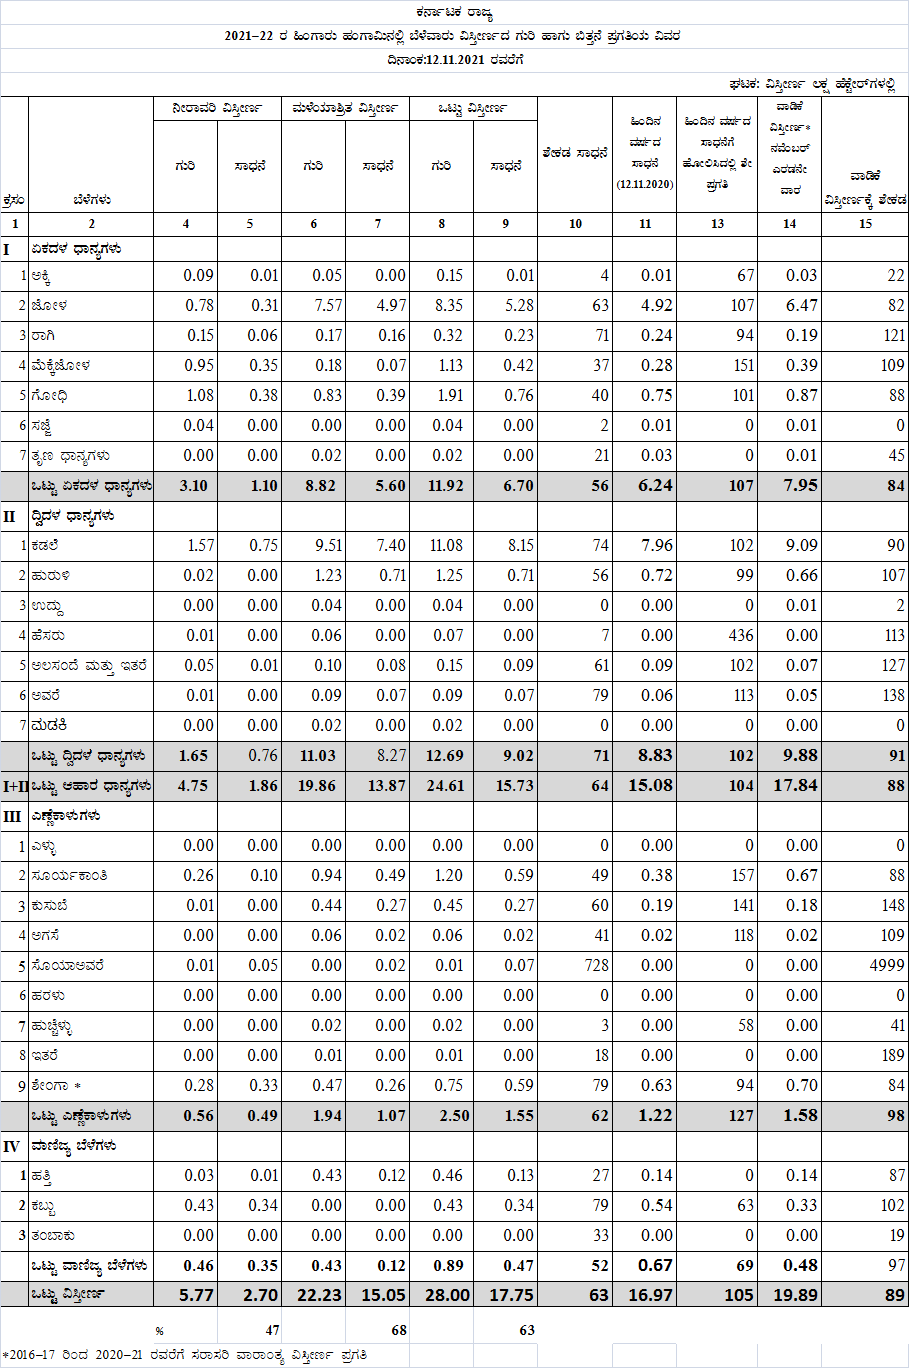 ಕರ್ನಾಟಕ ರಾಜ್ಯ
2021–22 ರ ಹಿಂಗಾರು ಹಂಗಾಮಿನಲ್ಲಿ ಬೆಳೆವಾರು ವಿಸ್ತೀರ್ಣದ ಗುರಿ ಹಾಗು ಬಿತ್ತನೆ ಪ್ರಗತಿಯ ವಿವರ
ದಿನಾಂಕ:12.11.2021 ರವರೆಗೆ
ಘಟಕ: ವಿಸ್ತೀರ್ಣ ಲಕ್ಷ ಹೆಕ್ಟೇರ್‌ಗಳಲ್ಲಿ
ಕ್ರಸಂ ಬೆಳೆಗಳು ನೀರಾವರಿ ವಿಸ್ತೀರ್ಣ ಮಳೆಯಾಶ್ರಿತ ವಿಸ್ತೀರ್ಣ ಒಟ್ಟು ವಿಸ್ತೀರ್ಣ ಶೇಕಡ ಸಾಧನೆ ಹಿಂದಿನ ವರ್ಷದ ಸಾಧನೆ (12.11.2020) ಹಿಂದಿನ ವರ್ಷದ ಸಾಧನೆಗೆ ಹೋಲಿಸಿದಲ್ಲಿ ಶೇ ಪ್ರಗತಿ ವಾಡಿಕೆ ವಿಸ್ತೀರ್ಣ* ನವೆಂಬರ್ ಎರಡನೇ ವಾರ ವಾಡಿಕೆ ವಿಸ್ತೀರ್ಣಕ್ಕೆ ಶೇಕಡ
ಗುರಿ ಸಾಧನೆ ಗುರಿ ಸಾಧನೆ ಗುರಿ ಸಾಧನೆ
1 2 4 5 6 7 8 9 10 11 13 14 15
I ಏಕದಳ ಧಾನ್ಯಗಳು
1 ಅಕ್ಕಿ 0.09 0.01 0.05 0.00 0.15 0.01 4 0.01 67 0.03 22
2 ಜೋಳ 0.78 0.31 7.57 4.97 8.35 5.28 63 4.92 107 6.47 82
3 ರಾಗಿ 0.15 0.06 0.17 0.16 0.32 0.23 71 0.24 94 0.19 121
4 ಮೆಕ್ಕೆಜೋಳ 0.95 0.35 0.18 0.07 1.13 0.42 37 0.28 151 0.39 109
5 ಗೋಧಿ 1.08 0.38 0.83 0.39 1.91 0.76 40 0.75 101 0.87 88
6 ಸಜ್ಜೆ 0.04 0.00 0.00 0.00 0.04 0.00 2 0.01 0 0.01 0
7 ತೃಣ ಧಾನ್ಯಗಳು 0.00 0.00 0.02 0.00 0.02 0.00 21 0.03 0 0.01 45
ಒಟ್ಟು ಏಕದಳ ಧಾನ್ಯಗಳು 3.10 1.10 8.82 5.60 11.92 6.70 56 6.24 107 7.95 84
II ದ್ವಿದಳ ಧಾನ್ಯಗಳು
1 ಕಡಲೆ 1.57 0.75 9.51 7.40 11.08 8.15 74 7.96 102 9.09 90
2 ಹುರುಳಿ 0.02 0.00 1.23 0.71 1.25 0.71 56 0.72 99 0.66 107
3 ಉದ್ದು 0.00 0.00 0.04 0.00 0.04 0.00 0 0.00 0 0.01 2
4 ಹೆಸರು 0.01 0.00 0.06 0.00 0.07 0.00 7 0.00 436 0.00 113
5 ಅಲಸಂದೆ ಮತ್ತು ಇತರೆ 0.05 0.01 0.10 0.08 0.15 0.09 61 0.09 102 0.07 127
6 ಅವರೆ 0.01 0.00 0.09 0.07 0.09 0.07 79 0.06 113 0.05 138
7 ಮಡಕಿ 0.00 0.00 0.02 0.00 0.02 0.00 0 0.00 0 0.00 0
ಒಟ್ಟು ದ್ವಿದಳ ಧಾನ್ಯಗಳು 1.65 0.76 11.03 8.27 12.69 9.02 71 8.83 102 9.88 91
I+II ಒಟ್ಟು ಆಹಾರ ಧಾನ್ಯಗಳು 4.75 1.86 19.86 13.87 24.61 15.73 64 15.08 104 17.84 88
III ಎಣ್ಣೆಕಾಳುಗಳು
1 ಎಳ್ಳು 0.00 0.00 0.00 0.00 0.00 0.00 0 0.00 0 0.00 0
2 ಸೂರ್ಯಕಾಂತಿ 0.26 0.10 0.94 0.49 1.20 0.59 49 0.38 157 0.67 88
3 ಕುಸುಬೆ 0.01 0.00 0.44 0.27 0.45 0.27 60 0.19 141 0.18 148
4 ಅಗಸೆ 0.00 0.00 0.06 0.02 0.06 0.02 41 0.02 118 0.02 109
5 ಸೊಯಾಅವರೆ 0.01 0.05 0.00 0.02 0.01 0.07 728 0.00 0 0.00 4999
6 ಹರಳು 0.00 0.00 0.00 0.00 0.00 0.00 0 0.00 0 0.00 0
7 ಹುಚ್ಚೆಳ್ಳು 0.00 0.00 0.02 0.00 0.02 0.00 3 0.00 58 0.00 41
8 ಇತರೆ 0.00 0.00 0.01 0.00 0.01 0.00 18 0.00 0 0.00 189
9 ಶೇಂಗಾ * 0.28 0.33 0.47 0.26 0.75 0.59 79 0.63 94 0.70 84
ಒಟ್ಟು ಎಣ್ಣೆಕಾಳುಗಳು 0.56 0.49 1.94 1.07 2.50 1.55 62 1.22 127 1.58 98
IV ವಾಣಿಜ್ಯ ಬೆಳೆಗಳು
1 ಹತ್ತಿ 0.03 0.01 0.43 0.12 0.46 0.13 27 0.14 0 0.14 87
2 ಕಬ್ಬು 0.43 0.34 0.00 0.00 0.43 0.34 79 0.54 63 0.33 102
3 ತಂಬಾಕು 0.00 0.00 0.00 0.00 0.00 0.00 33 0.00 0 0.00 19
ಒಟ್ಟು ವಾಣಿಜ್ಯ ಬೆಳೆಗಳು 0.46 0.35 0.43 0.12 0.89 0.47 52 0.67 69 0.48 97
ಒಟ್ಟು ವಿಸ್ತೀರ್ಣ 5.77 2.70 22.23 15.05 28.00 17.75 63 16.97 105 19.89 89
% 47 68 63
*2016–17 ರಿಂದ 2020–21 ರವರೆಗೆ ಸರಾಸರಿ ವಾರಾಂತ್ಯ ವಿಸ್ತೀರ್ಣ ಪ್ರಗತಿ